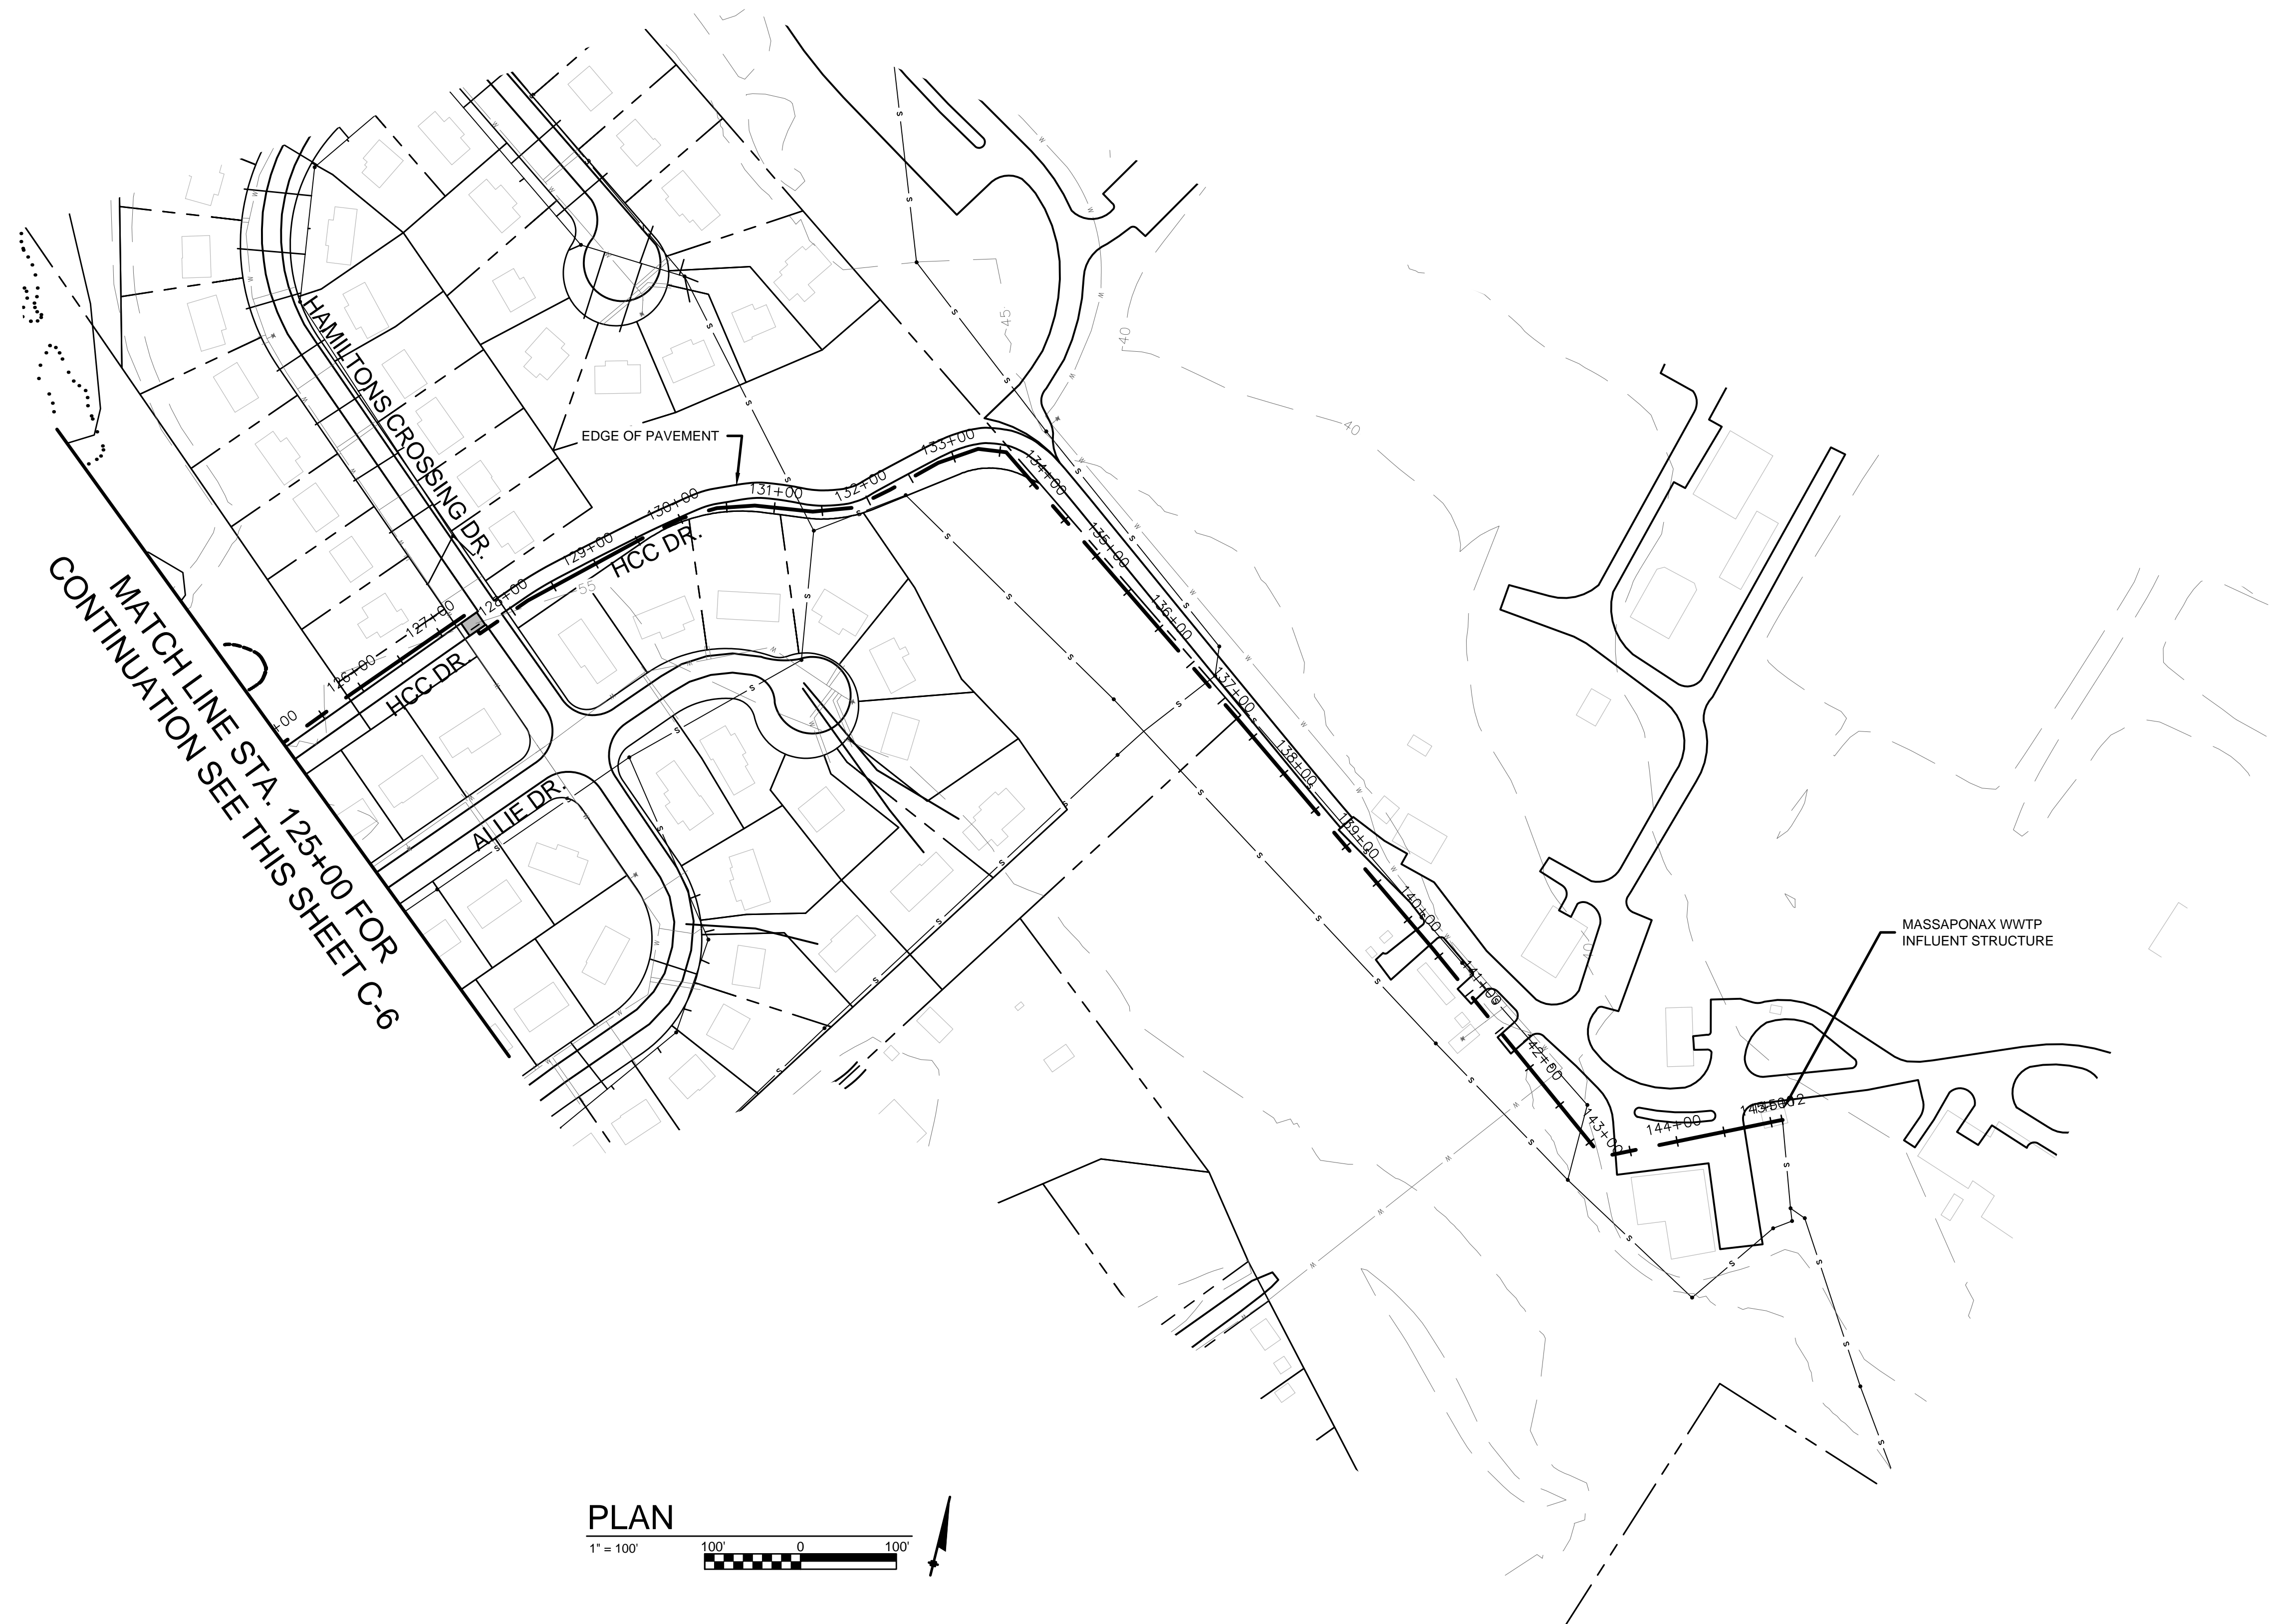 HAMILTONS CROSSING DR.
EDGE OF PAVEMENT
45
40
40
133+00
132+00
131+00
130+00
134+00
129+00
HCC DR.
55
135+00
127+00
136+00
126+00
HCC DR.
137+00
+00
138+00
ALLIE DR.
139+00
MATCH LINE STA. 125+00 FOR
CONTINUATION SEE THIS SHEET C-6
140+00
141+00
MASSAPONAX WWTP
INFLUENT STRUCTURE
142+00
143+00
144+00
PLAN
1" = 100'
100' 0 100'